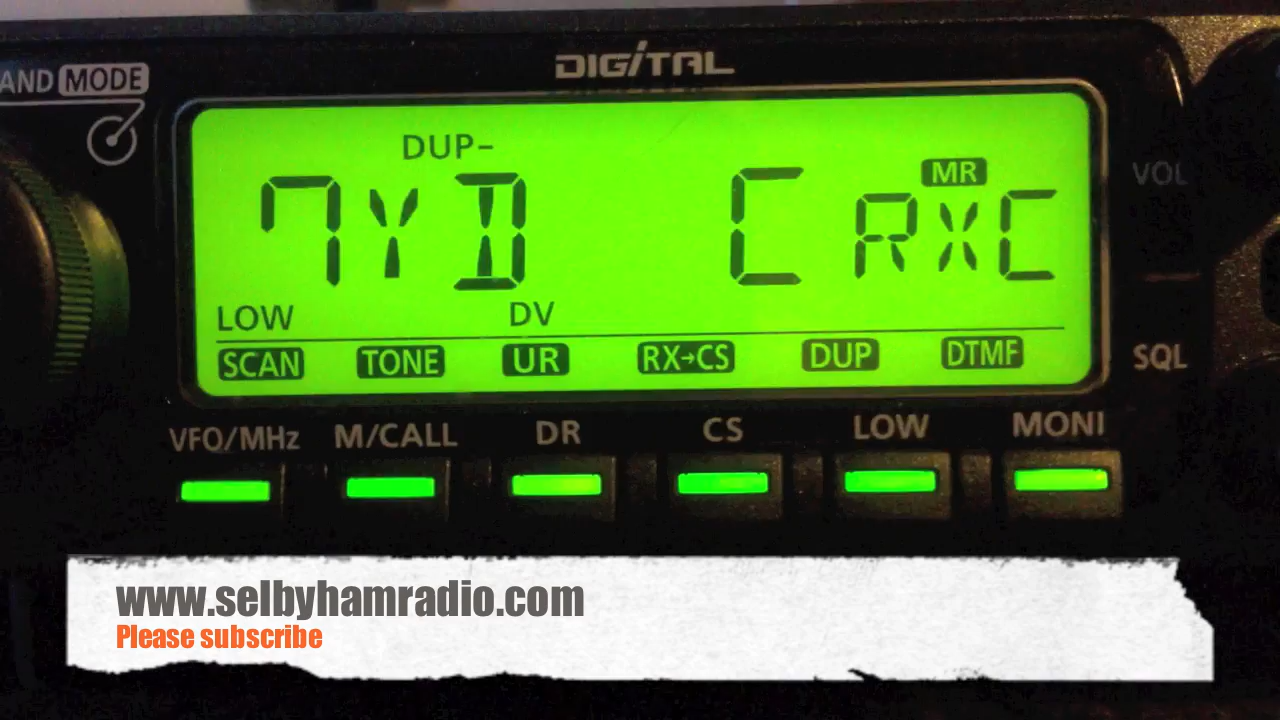 DIGITAL
AND MODE
DUP-
MR
VOL
7YD C RXC
LOW DV
SCAN TONE UR RX→CS DUP DTMF
SQL
VFO/MHz M/CALL DR CS LOW MONI
www.selbyhamradio.com
Please subscribe